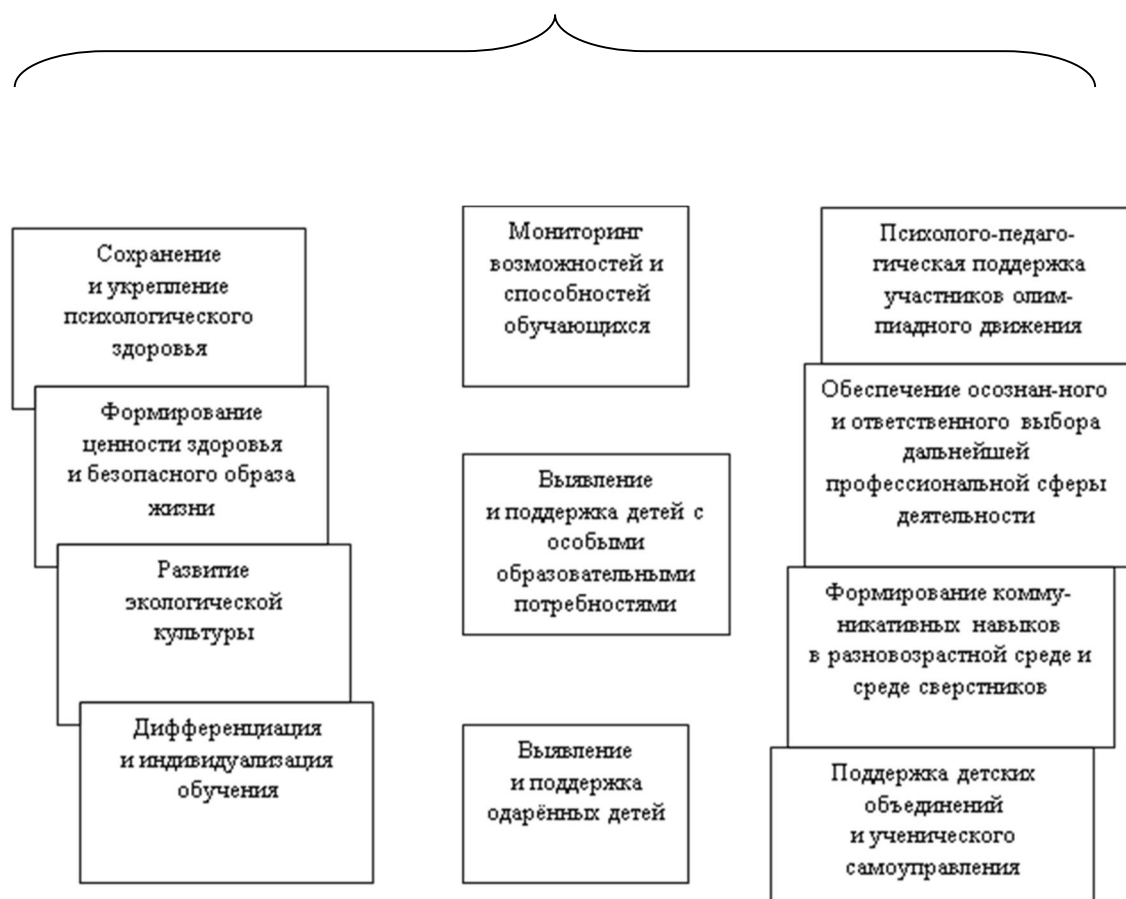 Сохранение
и укрепление
психологического
здоровья
Формирование
ценности здоровья
и безопасного образа
жизни
Развитие
экологической
культуры
Дифференциация
и индивидуализация
обучения
Мониторинг
возможностей и
способностей
обучающихся
Выявление
и поддержка детей с
особыми
образовательными
потребностями
Выявление
и поддержка
одарённых детей
Психолого-педаго-
гическая поддержка
участников олим-
пиадного движения
Обеспечение осознан-ного
и ответственного выбора
дальнейшей
профессиональной сферы
деятельности
Формирование комму-
никативных навыков
в разновозрастной среде и
среде сверстников
Поддержка детских
объединений
и ученического
самоуправления